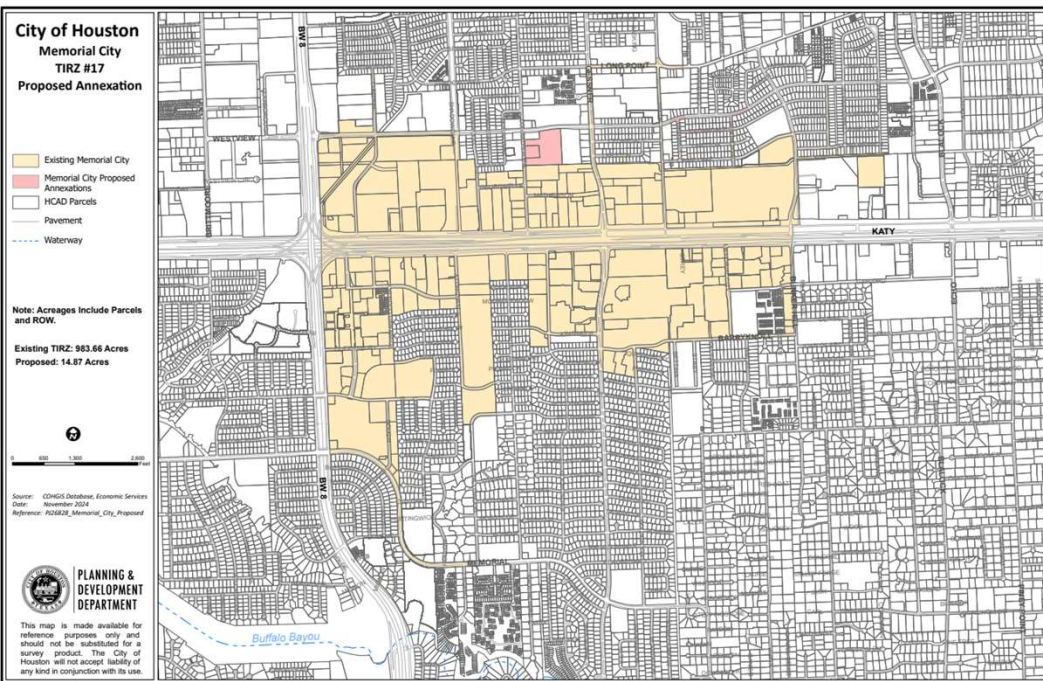 City of Houston
Memorial City
TIRZ #17
Proposed Annexation
Existing Memorial City
Memorial City Proposed
Annexations
HCAD Parcels
Pavement
Waterway
Note: Acreages Include Parcels
and ROW.
Existing TIRZ: 983.66 Acres
Proposed: 14.87 Acres
0 650 1,300 2,600
Feet
Source: COHGIS Database, Economic Services
Date: November 2024
Reference: PJ26828_Memorial_City_Proposed
PLANNING &
DEVELOPMENT
DEPARTMENT
This map is made available for
reference purposes only and
should not be substituted for a
survey product. The City of
Houston will not accept liability of
any kind in conjunction with its use.
BW 8
LONG POINT
WESTVIEW
BRITTMOORE
KATY
BARRYKNOLL
BW 8
MEMORIAL
Buffalo Bayou